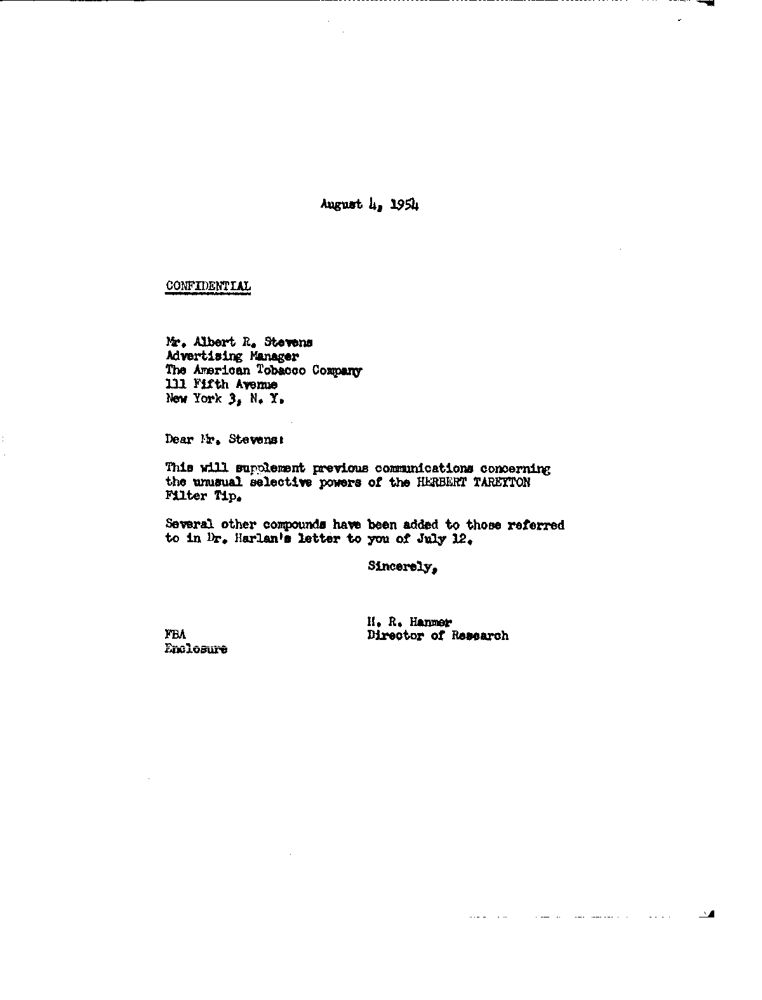 August 4, 1954
CONFIDENTIAL
Mr. Albert R. Stevens
Advertising Manager
The American Tobacco Company
111 Fifth Avenue
New York 3, N. Y.
Dear Mr. Stevens:
This will supplement previous communications concerning
the unusual selective powers of the HERBERT TAREYTON
Filter Tip.
Several other compounds have been added to those referred
to in Dr. Harlan's letter to you of July 12.
Sincerely,
H. R. Hanmer
FBA Director of Research
Enclosure